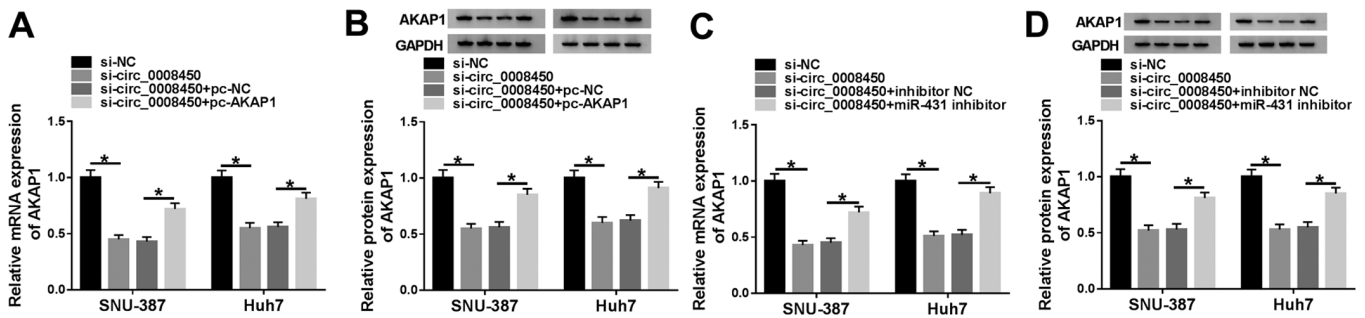 A
si-NC
si-circ_0008450
si-circ_0008450+pc-NC
si-circ_0008450+pc-AKAP1
Relative mRNA expression
of AKAP1
1.5
1.0
0.5
0.0
*
*
*
*
SNU-387
Huh7
B
AKAP1
GAPDH
si-NC
si-circ_0008450
si-circ_0008450+pc-NC
si-circ_0008450+pc-AKAP1
Relative protein expression
of AKAP1
1.5
1.0
0.5
0.0
*
*
*
*
SNU-387
Huh7
C
si-NC
si-circ_0008450
si-circ_0008450+inhibitor NC
si-circ_0008450+miR-431 inhibitor
Relative mRNA expression
of AKAP1
1.5
1.0
0.5
0.0
*
*
*
*
SNU-387
Huh7
D
AKAP1
GAPDH
si-NC
si-circ_0008450
si-circ_0008450+inhibitor NC
si-circ_0008450+miR-431 inhibitor
Relative protein expression
of AKAP1
1.5
1.0
0.5
0.0
*
*
*
*
SNU-387
Huh7